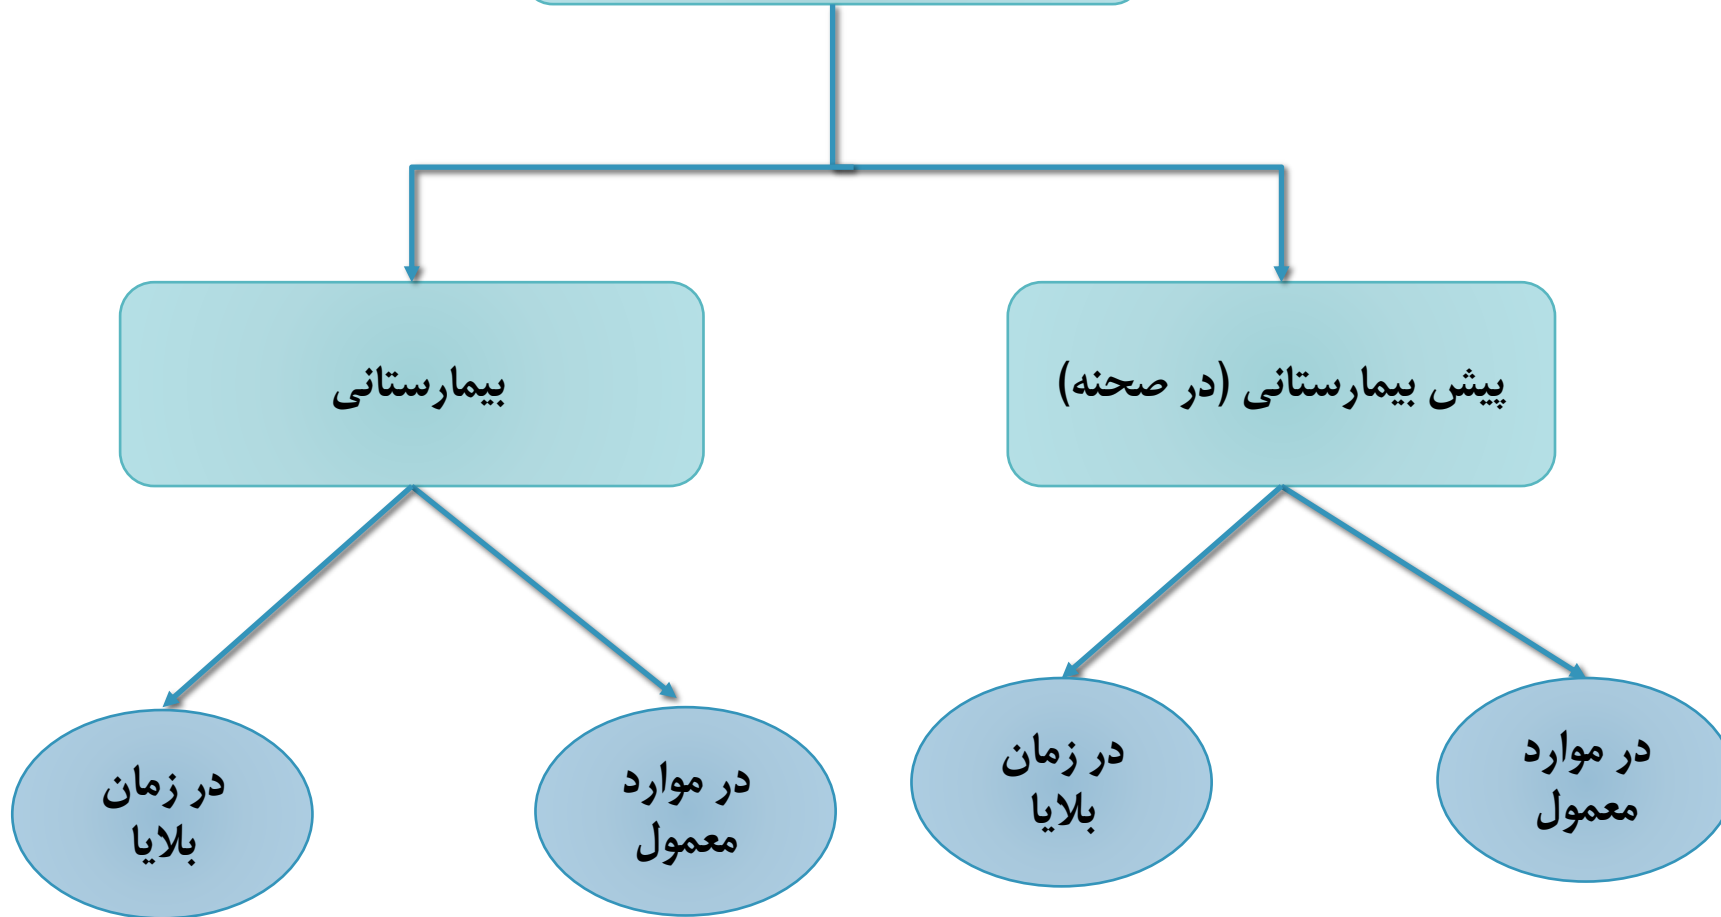 پیش بیمارستانی (در صحنه)
بیمارستانی
در موارد
معمول
در زمان
بلایا
در موارد
معمول
در زمان
بلایا